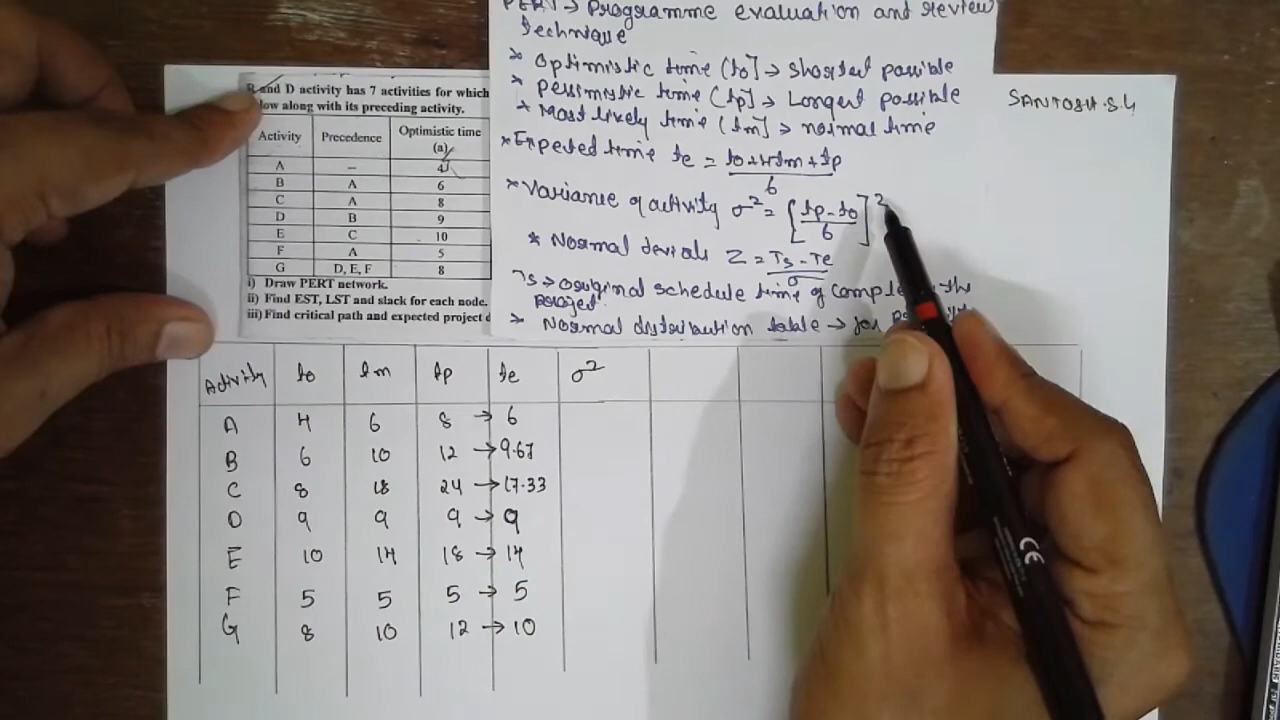 PERT → Programme evaluation and review
technique
* Optimistic time (to] → shortest possible
* Pessimistic time (tp] → Longest possible
* Most likely time (tm] → normal time
* Expected time te = to+4tm+tp
6
* Variance of activity σ² = [tp-to
6]²
* Normal deviate Z = Ts-Te
σ
Ts → original schedule time of the
project
* Normal distribution table → for
SANTOSH.S.Y
and D activity has 7 activities for which
low along with its preceding activity.
Activity Precedence Optimistic time
(a)
A – 4
B A 6
C A 8
D B 9
E C 10
F A 5
G D, E, F 8
i) Draw PERT network.
ii) Find EST, LST and slack for each node.
iii) Find critical path and expected project d
Activity to tm tp te σ²
A 4 6 8 → 6
B 6 10 12 → 9.67
C 8 18 24 → 17.33
D 9 9 9 → 9
E 10 14 18 → 14
F 5 5 5 → 5
G 8 10 12 → 10
CE